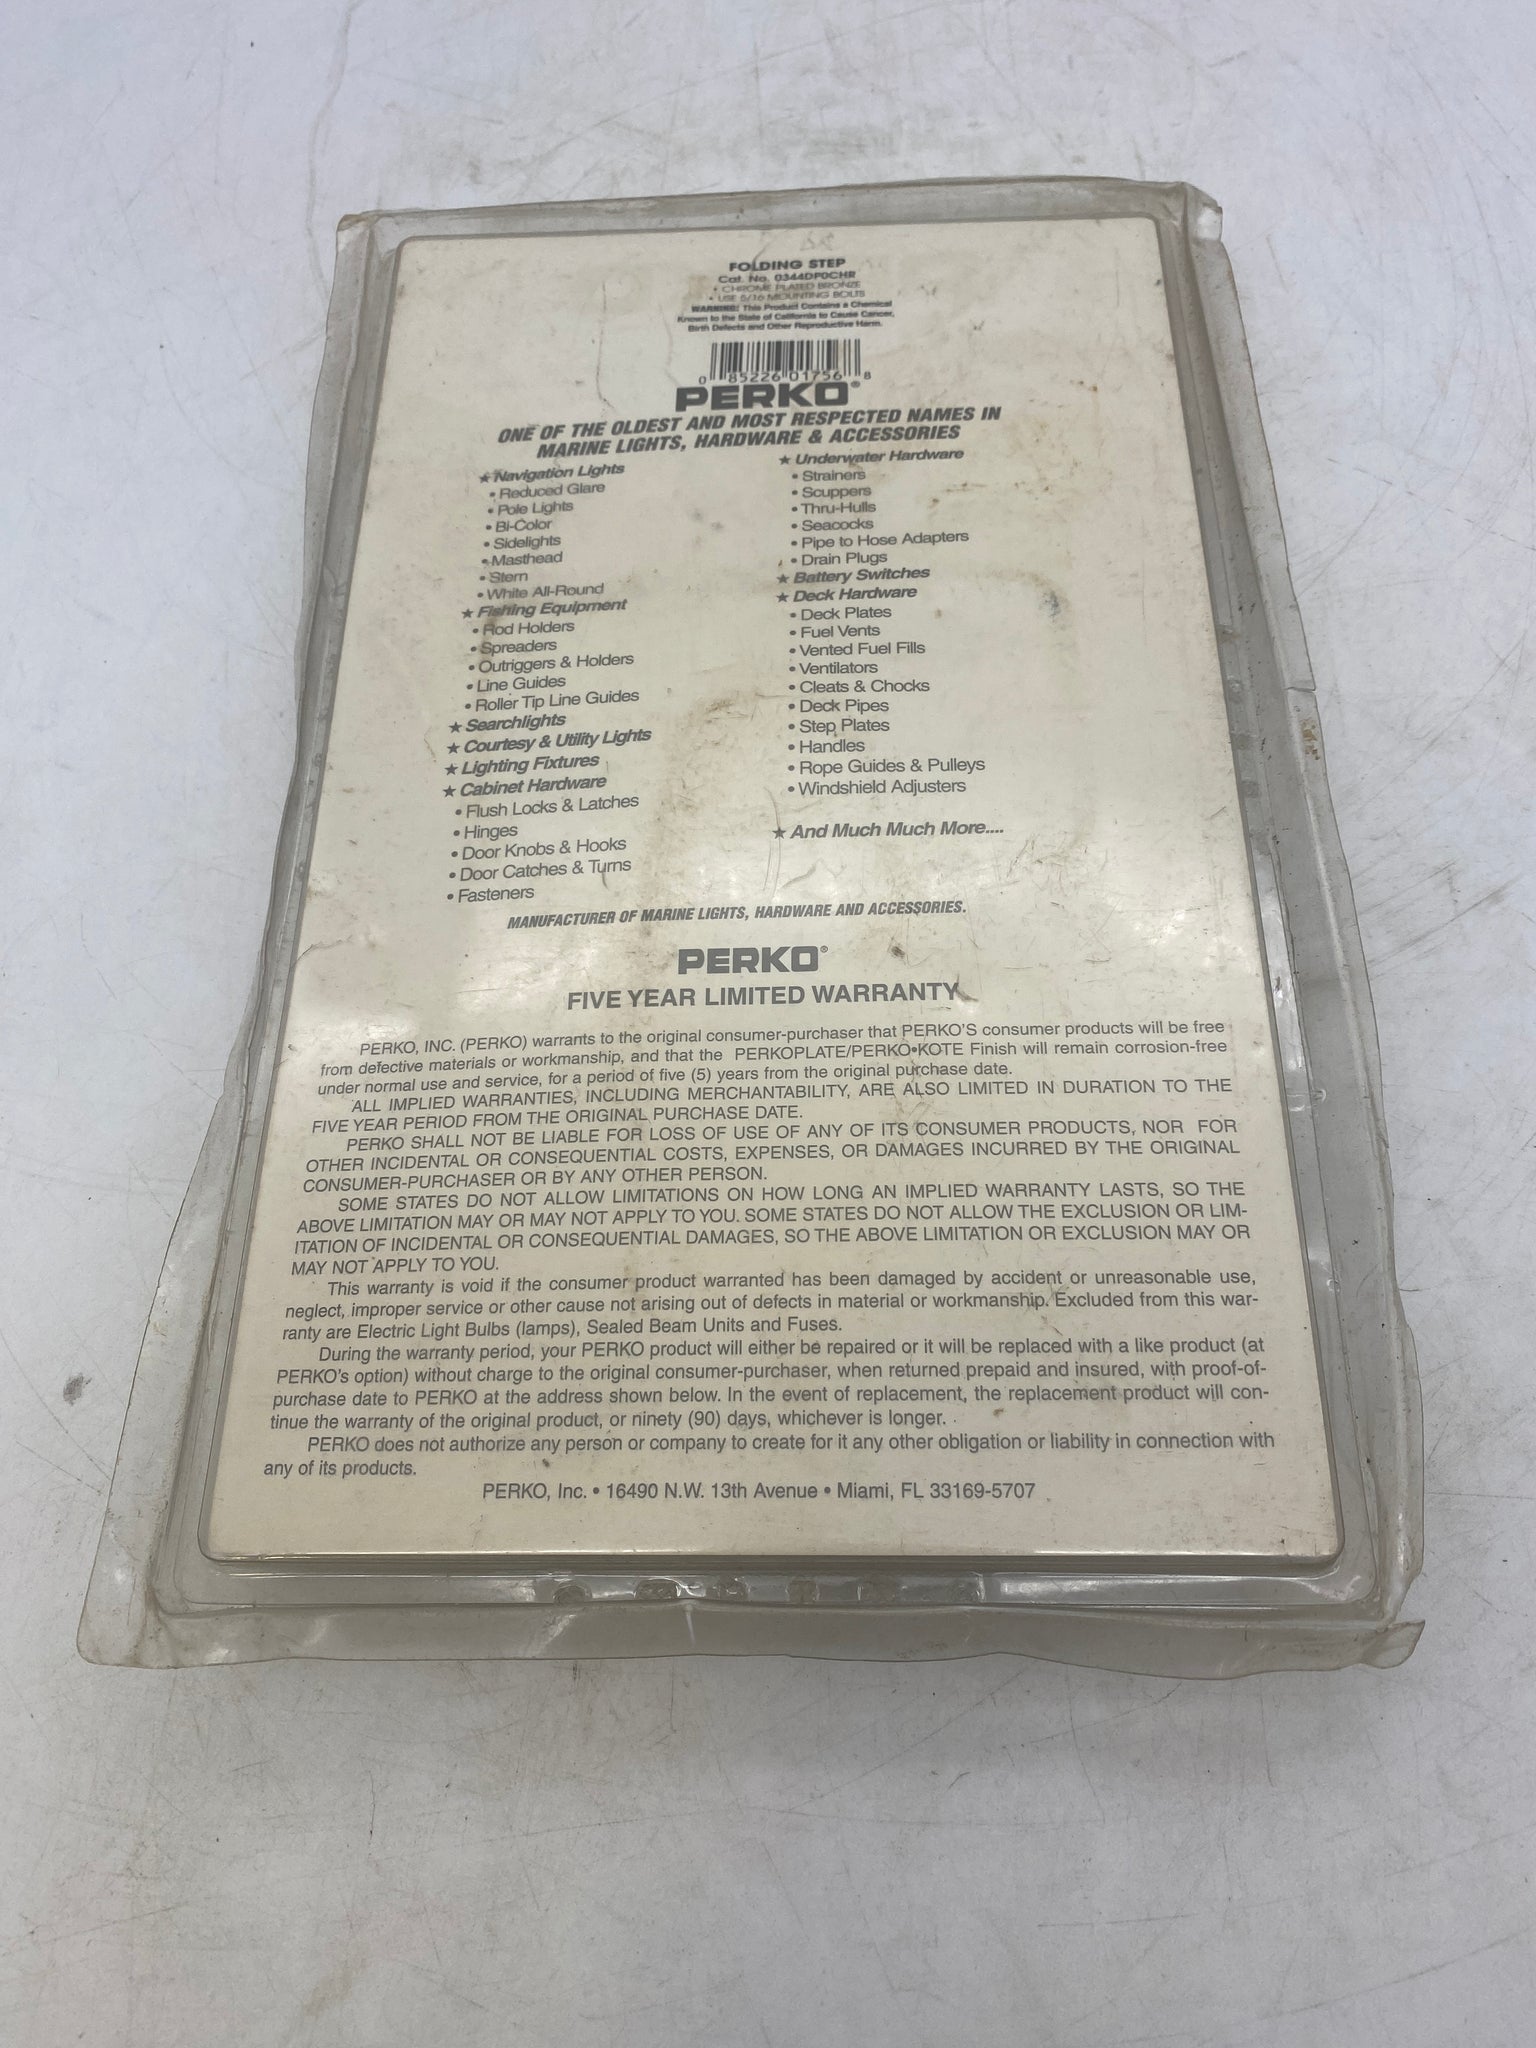 FOLDING STEP
Cat. No. 0344DP0CHR
• CHROME PLATED BRONZE
• USE 5/16 MOUNTING BOLTS
WARNING: This Product Contains a Chemical
Known to the State of California to Cause Cancer,
Birth Defects and Other Reproductive Harm.
0 85226 01756 8
PERKO®
ONE OF THE OLDEST AND MOST RESPECTED NAMES IN
MARINE LIGHTS, HARDWARE & ACCESSORIES
★ Navigation Lights
• Reduced Glare
• Pole Lights
• Bi-Color
• Sidelights
• Masthead
• Stern
• White All-Round
★ Fishing Equipment
• Rod Holders
• Spreaders
• Outriggers & Holders
• Line Guides
• Roller Tip Line Guides
★ Searchlights
★ Courtesy & Utility Lights
★ Lighting Fixtures
★ Cabinet Hardware
• Flush Locks & Latches
• Hinges
• Door Knobs & Hooks
• Door Catches & Turns
• Fasteners
★ Underwater Hardware
• Strainers
• Scuppers
• Thru-Hulls
• Seacocks
• Pipe to Hose Adapters
• Drain Plugs
★ Battery Switches
★ Deck Hardware
• Deck Plates
• Fuel Vents
• Vented Fuel Fills
• Ventilators
• Cleats & Chocks
• Deck Pipes
• Step Plates
• Handles
• Rope Guides & Pulleys
• Windshield Adjusters
★ And Much Much More....
MANUFACTURER OF MARINE LIGHTS, HARDWARE AND ACCESSORIES.
PERKO®
FIVE YEAR LIMITED WARRANTY
PERKO, INC. (PERKO) warrants to the original consumer-purchaser that PERKO'S consumer products will be free
from defective materials or workmanship, and that the PERKOPLATE/PERKO•KOTE Finish will remain corrosion-free
under normal use and service, for a period of five (5) years from the original purchase date.
ALL IMPLIED WARRANTIES, INCLUDING MERCHANTABILITY, ARE ALSO LIMITED IN DURATION TO THE
FIVE YEAR PERIOD FROM THE ORIGINAL PURCHASE DATE.
PERKO SHALL NOT BE LIABLE FOR LOSS OF USE OF ANY OF ITS CONSUMER PRODUCTS, NOR FOR
OTHER INCIDENTAL OR CONSEQUENTIAL COSTS, EXPENSES, OR DAMAGES INCURRED BY THE ORIGINAL
CONSUMER-PURCHASER OR BY ANY OTHER PERSON.
SOME STATES DO NOT ALLOW LIMITATIONS ON HOW LONG AN IMPLIED WARRANTY LASTS, SO THE
ABOVE LIMITATION MAY OR MAY NOT APPLY TO YOU. SOME STATES DO NOT ALLOW THE EXCLUSION OR LIM-
ITATION OF INCIDENTAL OR CONSEQUENTIAL DAMAGES, SO THE ABOVE LIMITATION OR EXCLUSION MAY OR
MAY NOT APPLY TO YOU.
This warranty is void if the consumer product warranted has been damaged by accident or unreasonable use,
neglect, improper service or other cause not arising out of defects in material or workmanship. Excluded from this war-
ranty are Electric Light Bulbs (lamps), Sealed Beam Units and Fuses.
During the warranty period, your PERKO product will either be repaired or it will be replaced with a like product (at
PERKO's option) without charge to the original consumer-purchaser, when returned prepaid and insured, with proof-of-
purchase date to PERKO at the address shown below. In the event of replacement, the replacement product will con-
tinue the warranty of the original product, or ninety (90) days, whichever is longer.
PERKO does not authorize any person or company to create for it any other obligation or liability in connection with
any of its products.
PERKO, Inc. • 16490 N.W. 13th Avenue • Miami, FL 33169-5707